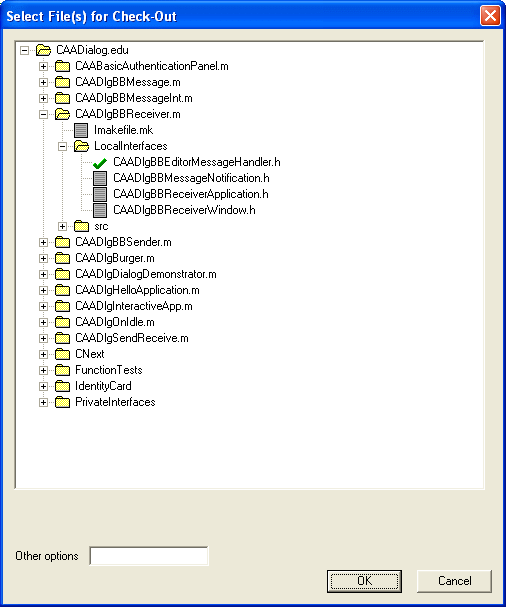 Select File(s) for Check-Out
CAADialog.edu
CAABasicAuthenticationPanel.m
CAADlgBBMessage.m
CAADlgBBMessageInt.m
CAADlgBBReceiver.m
Imakefile.mk
LocalInterfaces
CAADlgBBEditorMessageHandler.h
CAADlgBBMessageNotification.h
CAADlgBBReceiverApplication.h
CAADlgBBReceiverWindow.h
src
CAADlgBBSender.m
CAADlgBurger.m
CAADlgDialogDemonstrator.m
CAADlgHelloApplication.m
CAADlgInteractiveApp.m
CAADlgOnIdle.m
CAADlgSendReceive.m
CNext
FunctionTests
IdentityCard
PrivateInterfaces
Other options
OK Cancel